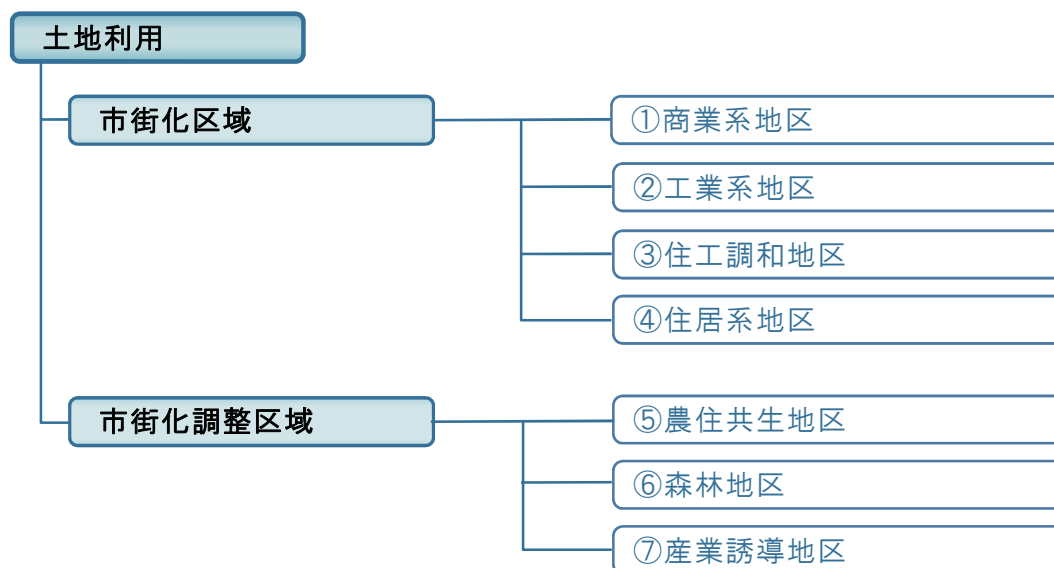 土地利用
市街化区域
①商業系地区
②工業系地区
③住工調和地区
④住居系地区
市街化調整区域
⑤農住共生地区
⑥森林地区
⑦産業誘導地区